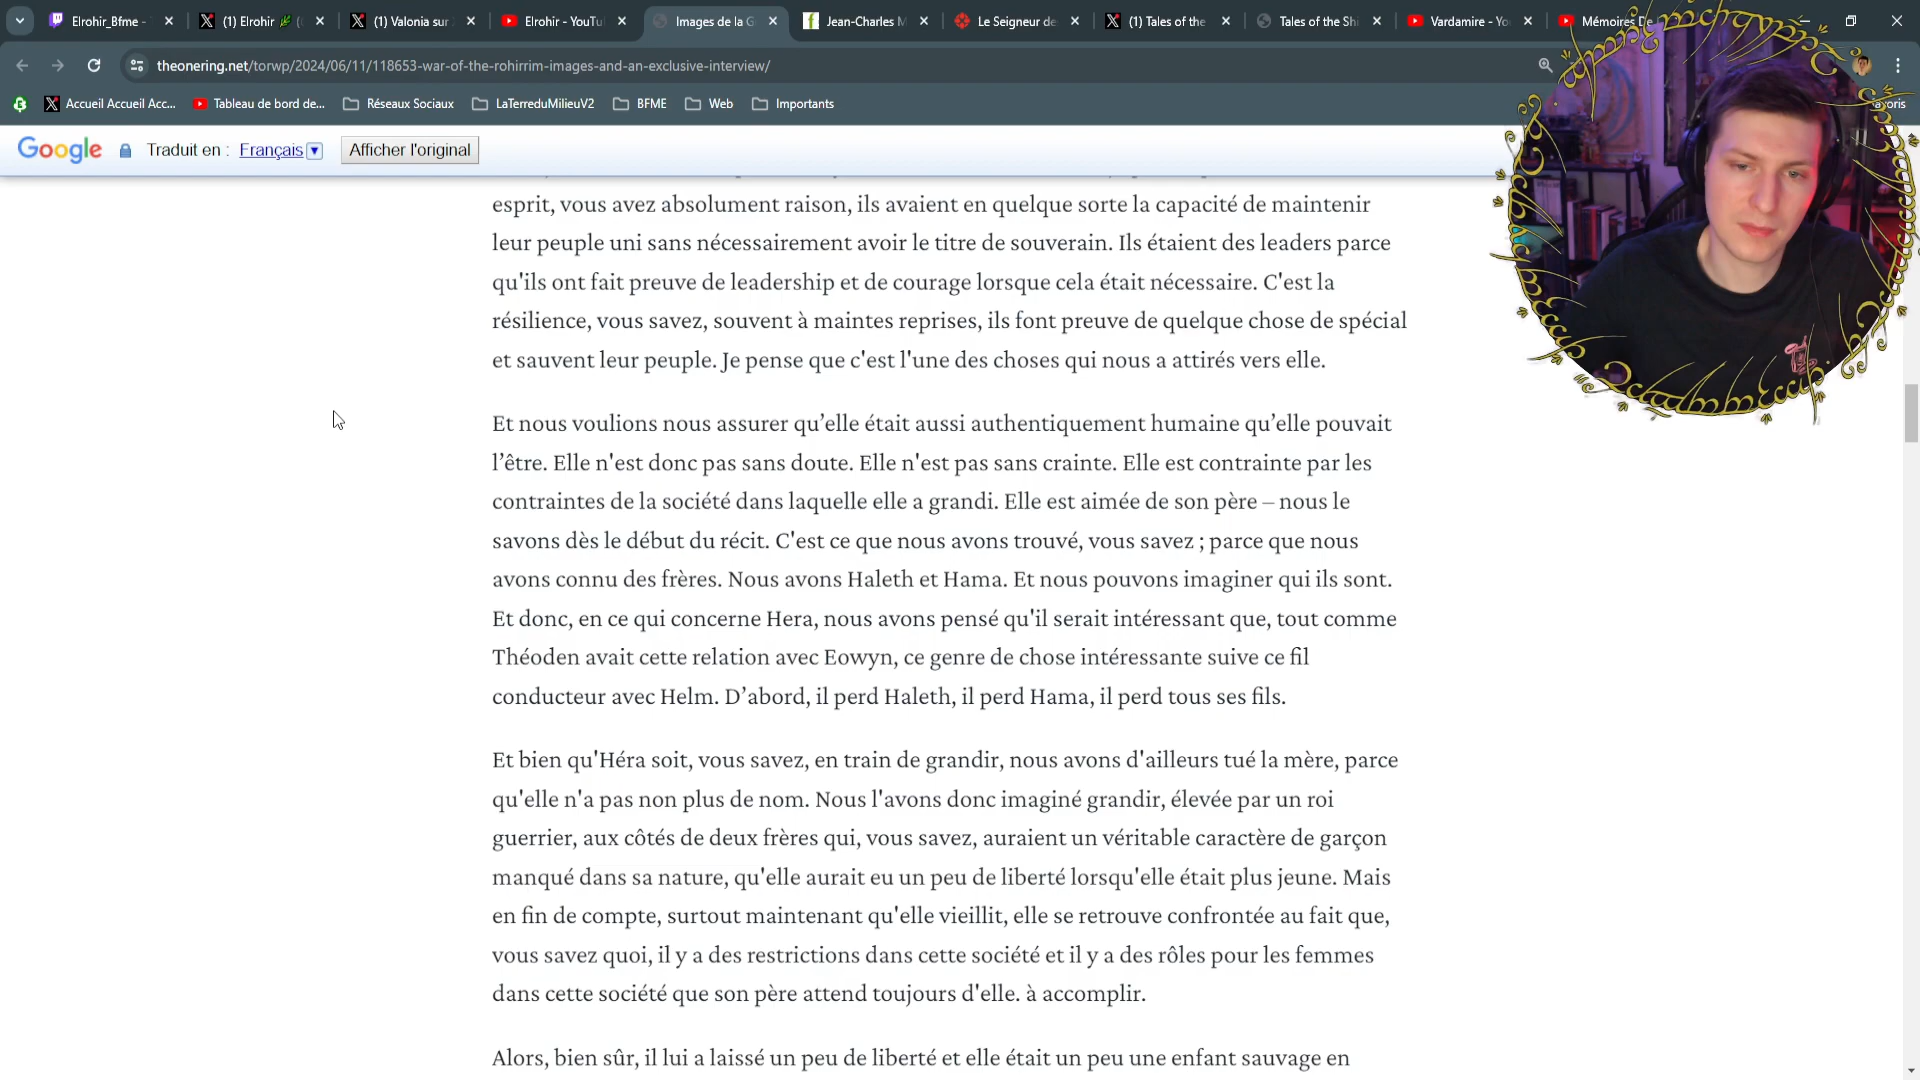 Elrohir_Bfme -
(1) Elrohir
(1) Valonia sur
Elrohir - YouTu
Images de la G
Jean-Charles M
Le Seigneur de
(1) Tales of the
Tales of the Shi
Vardamire - Yo
Mémoires De
theonering.net/torwp/2024/06/11/118653-war-of-the-rohirrim-images-and-an-exclusive-interview/
Accueil Accueil Acc...
Tableau de bord de...
Réseaux Sociaux
LaTerreduMilieuV2
BFME
Web
Importants
Google
Traduit en :
Français
Afficher l'original
esprit, vous avez absolument raison, ils avaient en quelque sorte la capacité de maintenir
leur peuple uni sans nécessairement avoir le titre de souverain. Ils étaient des leaders parce
qu'ils ont fait preuve de leadership et de courage lorsque cela était nécessaire. C'est la
résilience, vous savez, souvent à maintes reprises, ils font preuve de quelque chose de spécial
et sauvent leur peuple. Je pense que c'est l'une des choses qui nous a attirés vers elle.
Et nous voulions nous assurer qu’elle était aussi authentiquement humaine qu’elle pouvait
l’être. Elle n'est donc pas sans doute. Elle n'est pas sans crainte. Elle est contrainte par les
contraintes de la société dans laquelle elle a grandi. Elle est aimée de son père – nous le
savons dès le début du récit. C'est ce que nous avons trouvé, vous savez ; parce que nous
avons connu des frères. Nous avons Haleth et Hama. Et nous pouvons imaginer qui ils sont.
Et donc, en ce qui concerne Hera, nous avons pensé qu'il serait intéressant que, tout comme
Théoden avait cette relation avec Eowyn, ce genre de chose intéressante suive ce fil
conducteur avec Helm. D’abord, il perd Haleth, il perd Hama, il perd tous ses fils.
Et bien qu'Héra soit, vous savez, en train de grandir, nous avons d'ailleurs tué la mère, parce
qu'elle n'a pas non plus de nom. Nous l'avons donc imaginé grandir, élevée par un roi
guerrier, aux côtés de deux frères qui, vous savez, auraient un véritable caractère de garçon
manqué dans sa nature, qu'elle aurait eu un peu de liberté lorsqu'elle était plus jeune. Mais
en fin de compte, surtout maintenant qu'elle vieillit, elle se retrouve confrontée au fait que,
vous savez quoi, il y a des restrictions dans cette société et il y a des rôles pour les femmes
dans cette société que son père attend toujours d'elle. à accomplir.
Alors, bien sûr, il lui a laissé un peu de liberté et elle était un peu une enfant sauvage en